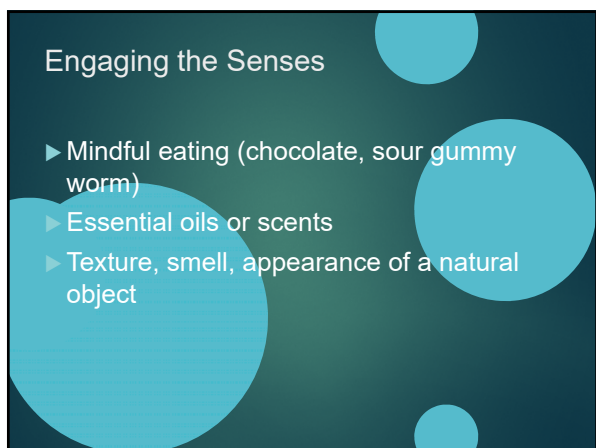 Engaging the Senses
▶ Mindful eating (chocolate, sour gummy
worm)
▶ Essential oils or scents
▶ Texture, smell, appearance of a natural
object